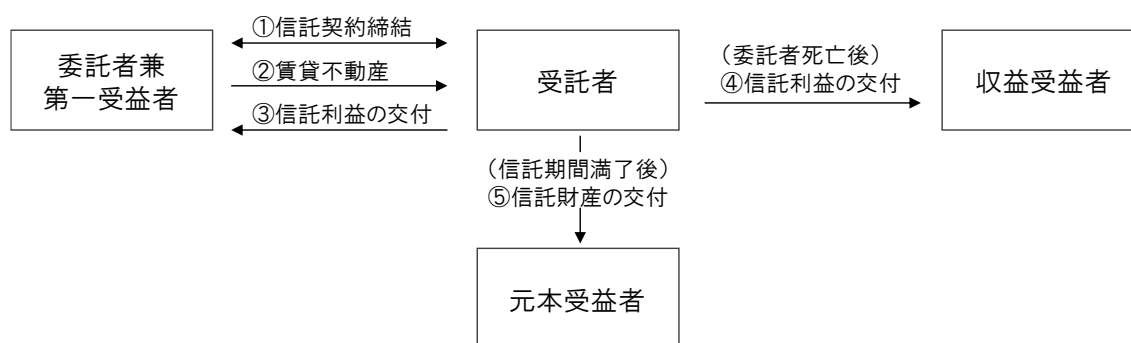 委託者兼
第一受益者
①信託契約締結
②賃貸不動産
③信託利益の交付
受託者
（委託者死亡後）
④信託利益の交付
収益受益者
（信託期間満了後）
⑤信託財産の交付
元本受益者